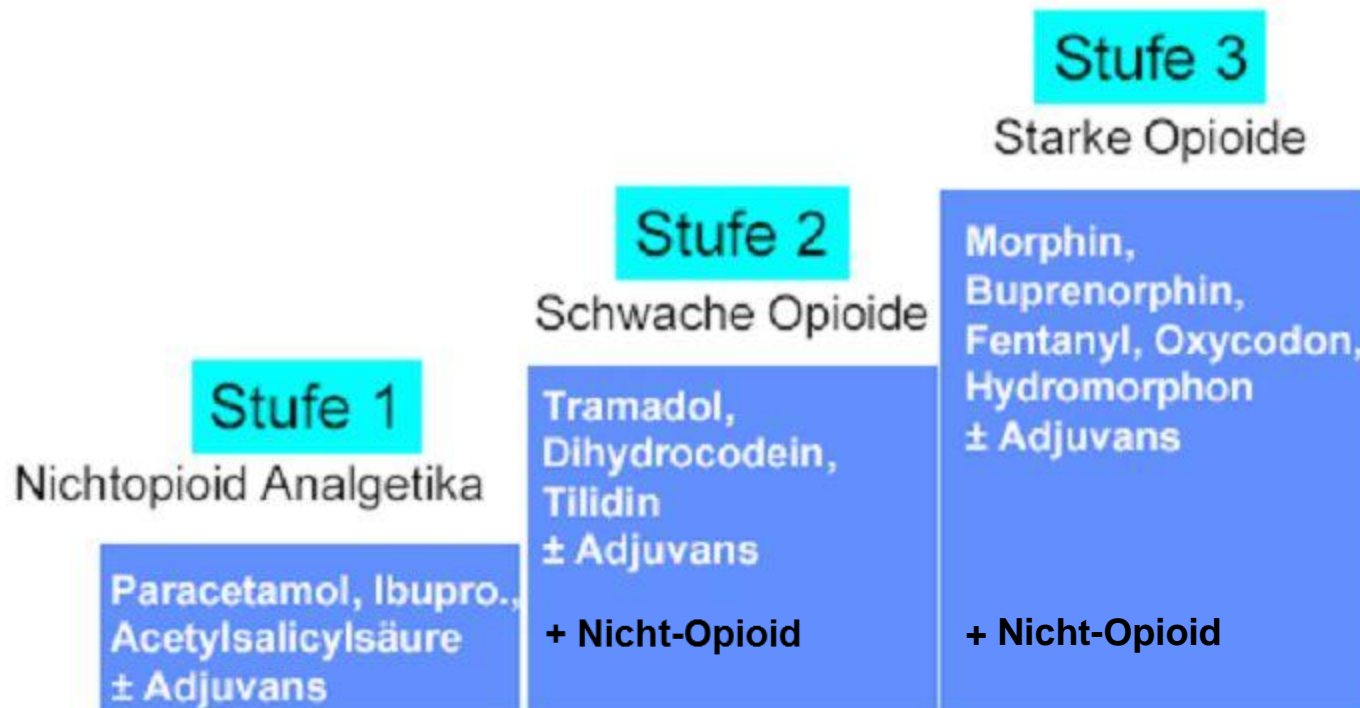 Stufe 1
Nichtopioid Analgetika
Paracetamol, Ibupro.,
Acetylsalicylsäure
± Adjuvans
Stufe 2
Schwache Opioide
Tramadol,
Dihydrocodein,
Tilidin
± Adjuvans
+ Nicht-Opioid
Stufe 3
Starke Opioide
Morphin,
Buprenorphin,
Fentanyl, Oxycodon,
Hydromorphon
± Adjuvans
+ Nicht-Opioid